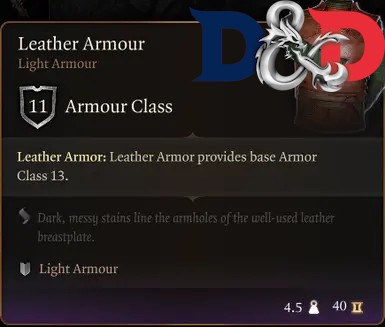 D&D
Leather Armour
Light Armour
11 Armour Class
Leather Armor: Leather Armor provides base Armor
Class 13.
Dark, messy stains line the armholes of the well-used leather
breastplate.
Light Armour
4.5 40